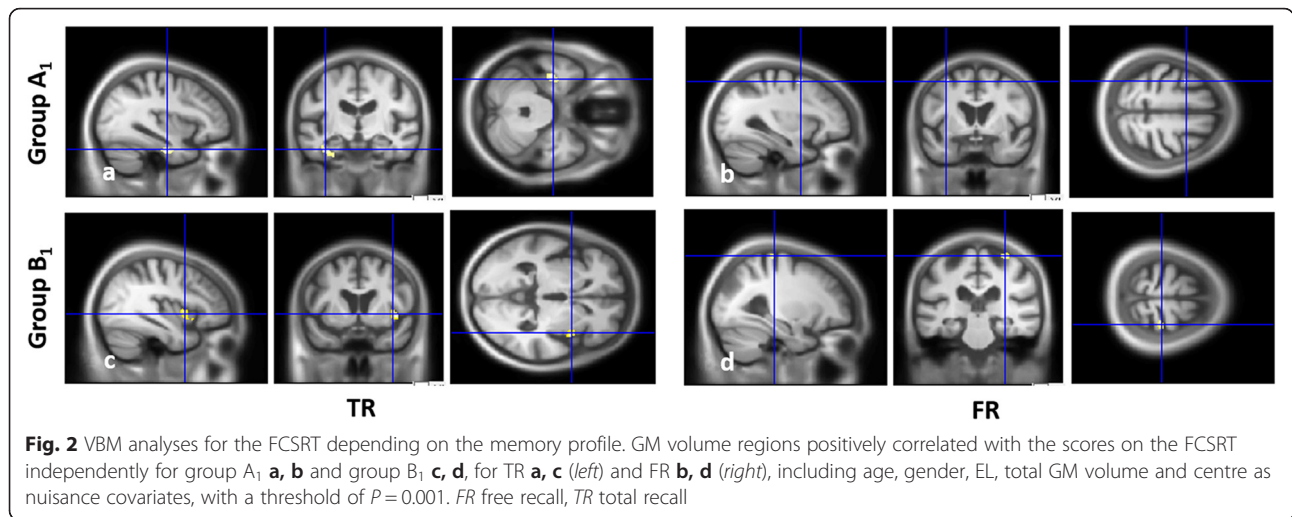 Group A₁
a
b
Group B₁
c
d
TR
FR
Fig. 2 VBM analyses for the FCSRT depending on the memory profile. GM volume regions positively correlated with the scores on the FCSRT
independently for group A₁ a, b and group B₁ c, d, for TR a, c (left) and FR b, d (right), including age, gender, EL, total GM volume and centre as
nuisance covariates, with a threshold of P = 0.001. FR free recall, TR total recall